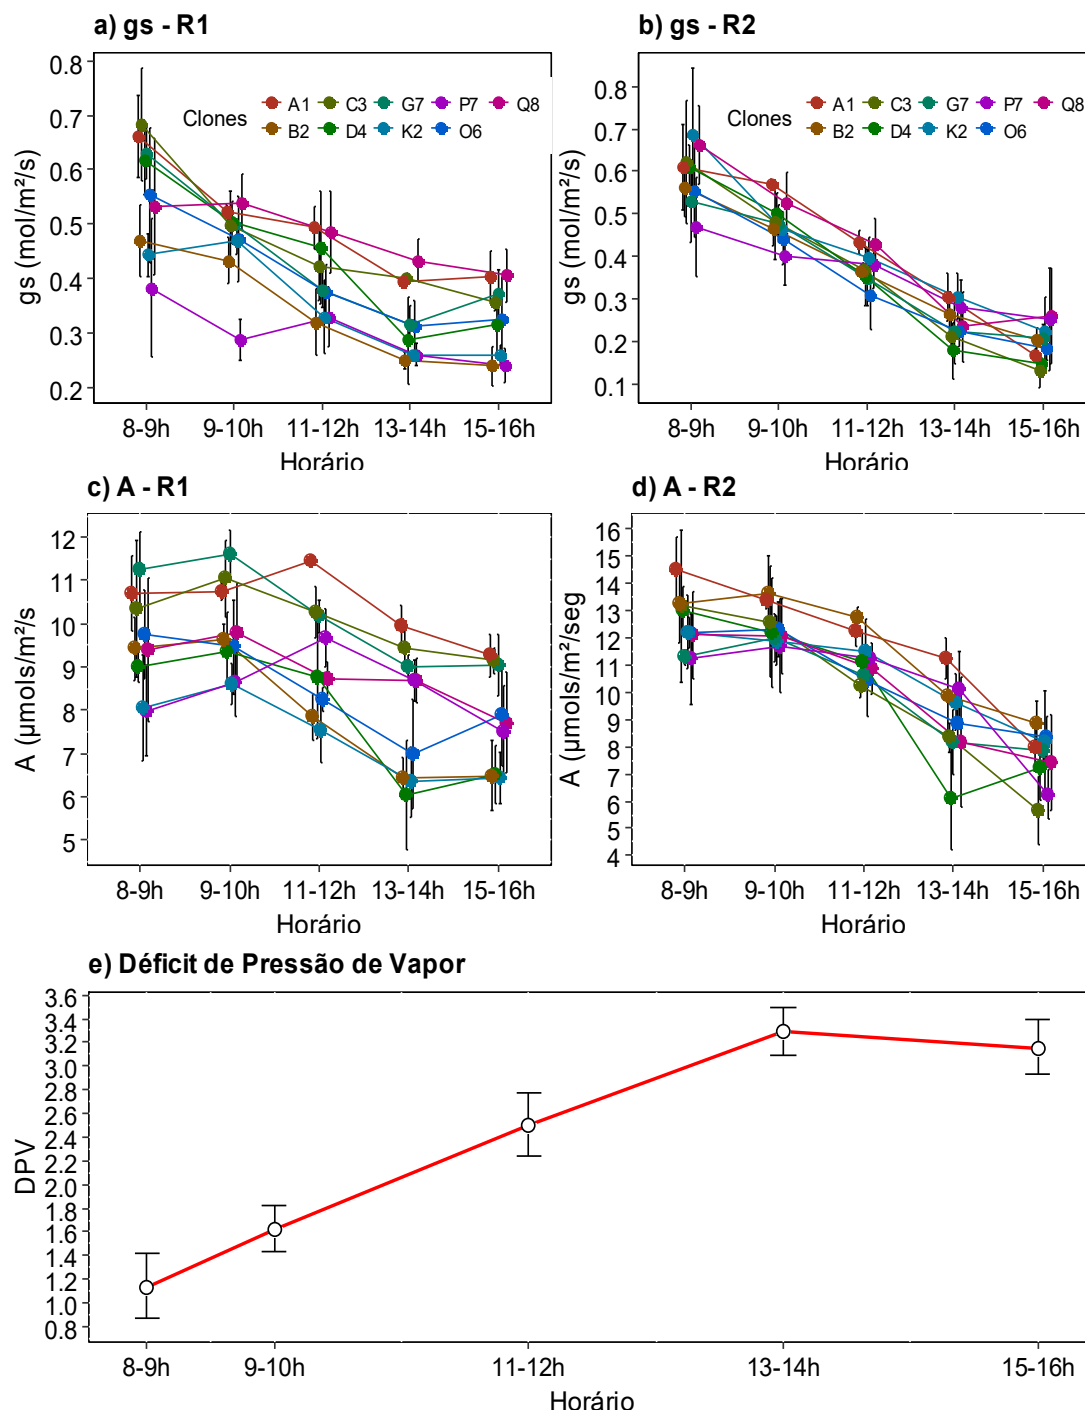 a) gs - R1
gs (mol/m²/s)
0.8
0.7
0.6
0.5
0.4
0.3
0.2
Clones
A1 C3 G7 P7 Q8
B2 D4 K2 O6
8-9h 9-10h 11-12h 13-14h 15-16h
Horário
b) gs - R2
gs (mol/m²/s)
0.8
0.7
0.6
0.5
0.4
0.3
0.2
0.1
Clones
A1 C3 G7 P7 Q8
B2 D4 K2 O6
8-9h 9-10h 11-12h 13-14h 15-16h
Horário
c) A - R1
A (µmols/m²/s)
12
11
10
9
8
7
6
5
8-9h 9-10h 11-12h 13-14h 15-16h
Horário
d) A - R2
A (µmols/m²/seg)
16
15
14
13
12
11
10
9
8
7
6
5
4
8-9h 9-10h 11-12h 13-14h 15-16h
Horário
e) Déficit de Pressão de Vapor
DPV
3.6
3.4
3.2
3.0
2.8
2.6
2.4
2.2
2.0
1.8
1.6
1.4
1.2
1.0
0.8
8-9h 9-10h 11-12h 13-14h 15-16h
Horário